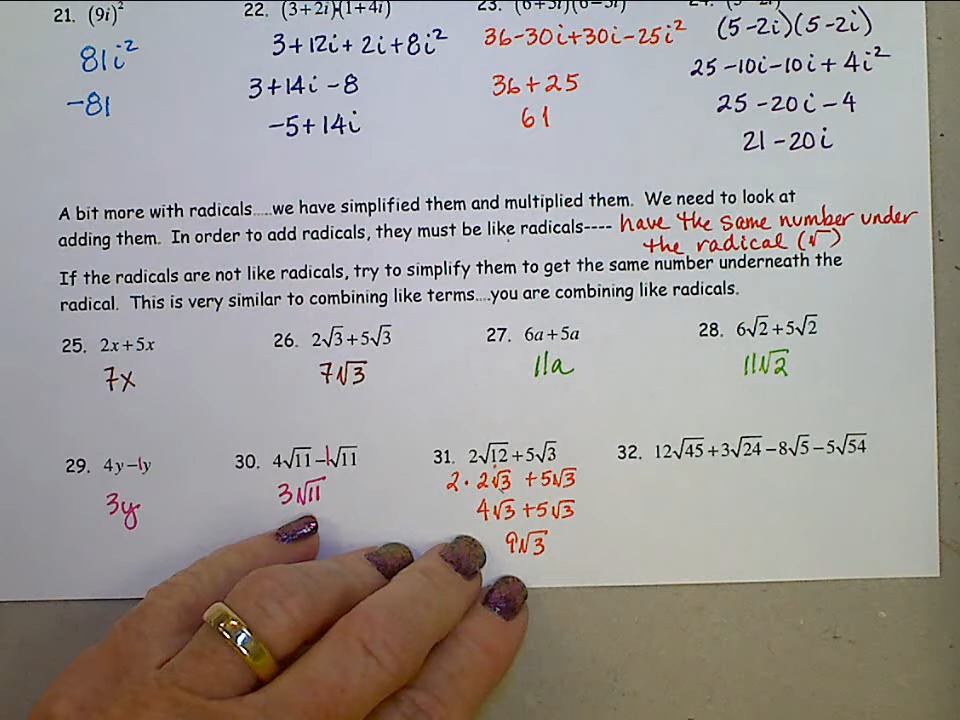 21. (9i)² 22. (3+2i)(1+4i) 23. (6+5i)(6-5i)
81i² 3+12i+2i+8i² 36-30i+30i-25i² (5-2i)(5-2i)
-81 3+14i-8 36+25 25-10i-10i+4i²
-5+14i 61 25-20i-4
21-20i
A bit more with radicals.....we have simplified them and multiplied them. We need to look at
adding them. In order to add radicals, they must be like radicals---- have the same number under
the radical (√)
If the radicals are not like radicals, try to simplify them to get the same number underneath the
radical. This is very similar to combining like terms....you are combining like radicals.
25. 2x+5x 26. 2√3+5√3 27. 6a+5a 28. 6√2+5√2
7x 7√3 11a 11√2
29. 4y-1y 30. 4√11-1√11 31. 2√12+5√3 32. 12√45+3√24-8√5-5√54
3y 3√11 2·2√3 +5√3
4√3+5√3
9√3